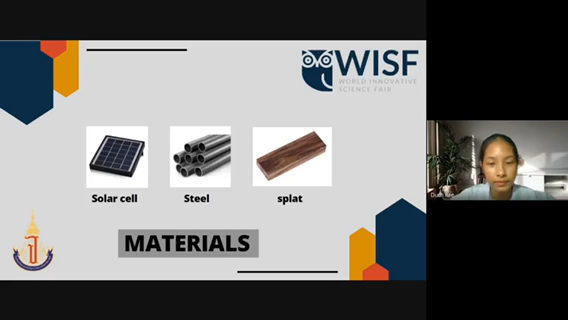 WISF
WORLD INNOVATIVE
SCIENCE FAIR
Solar cell
Steel
splat
MATERIALS